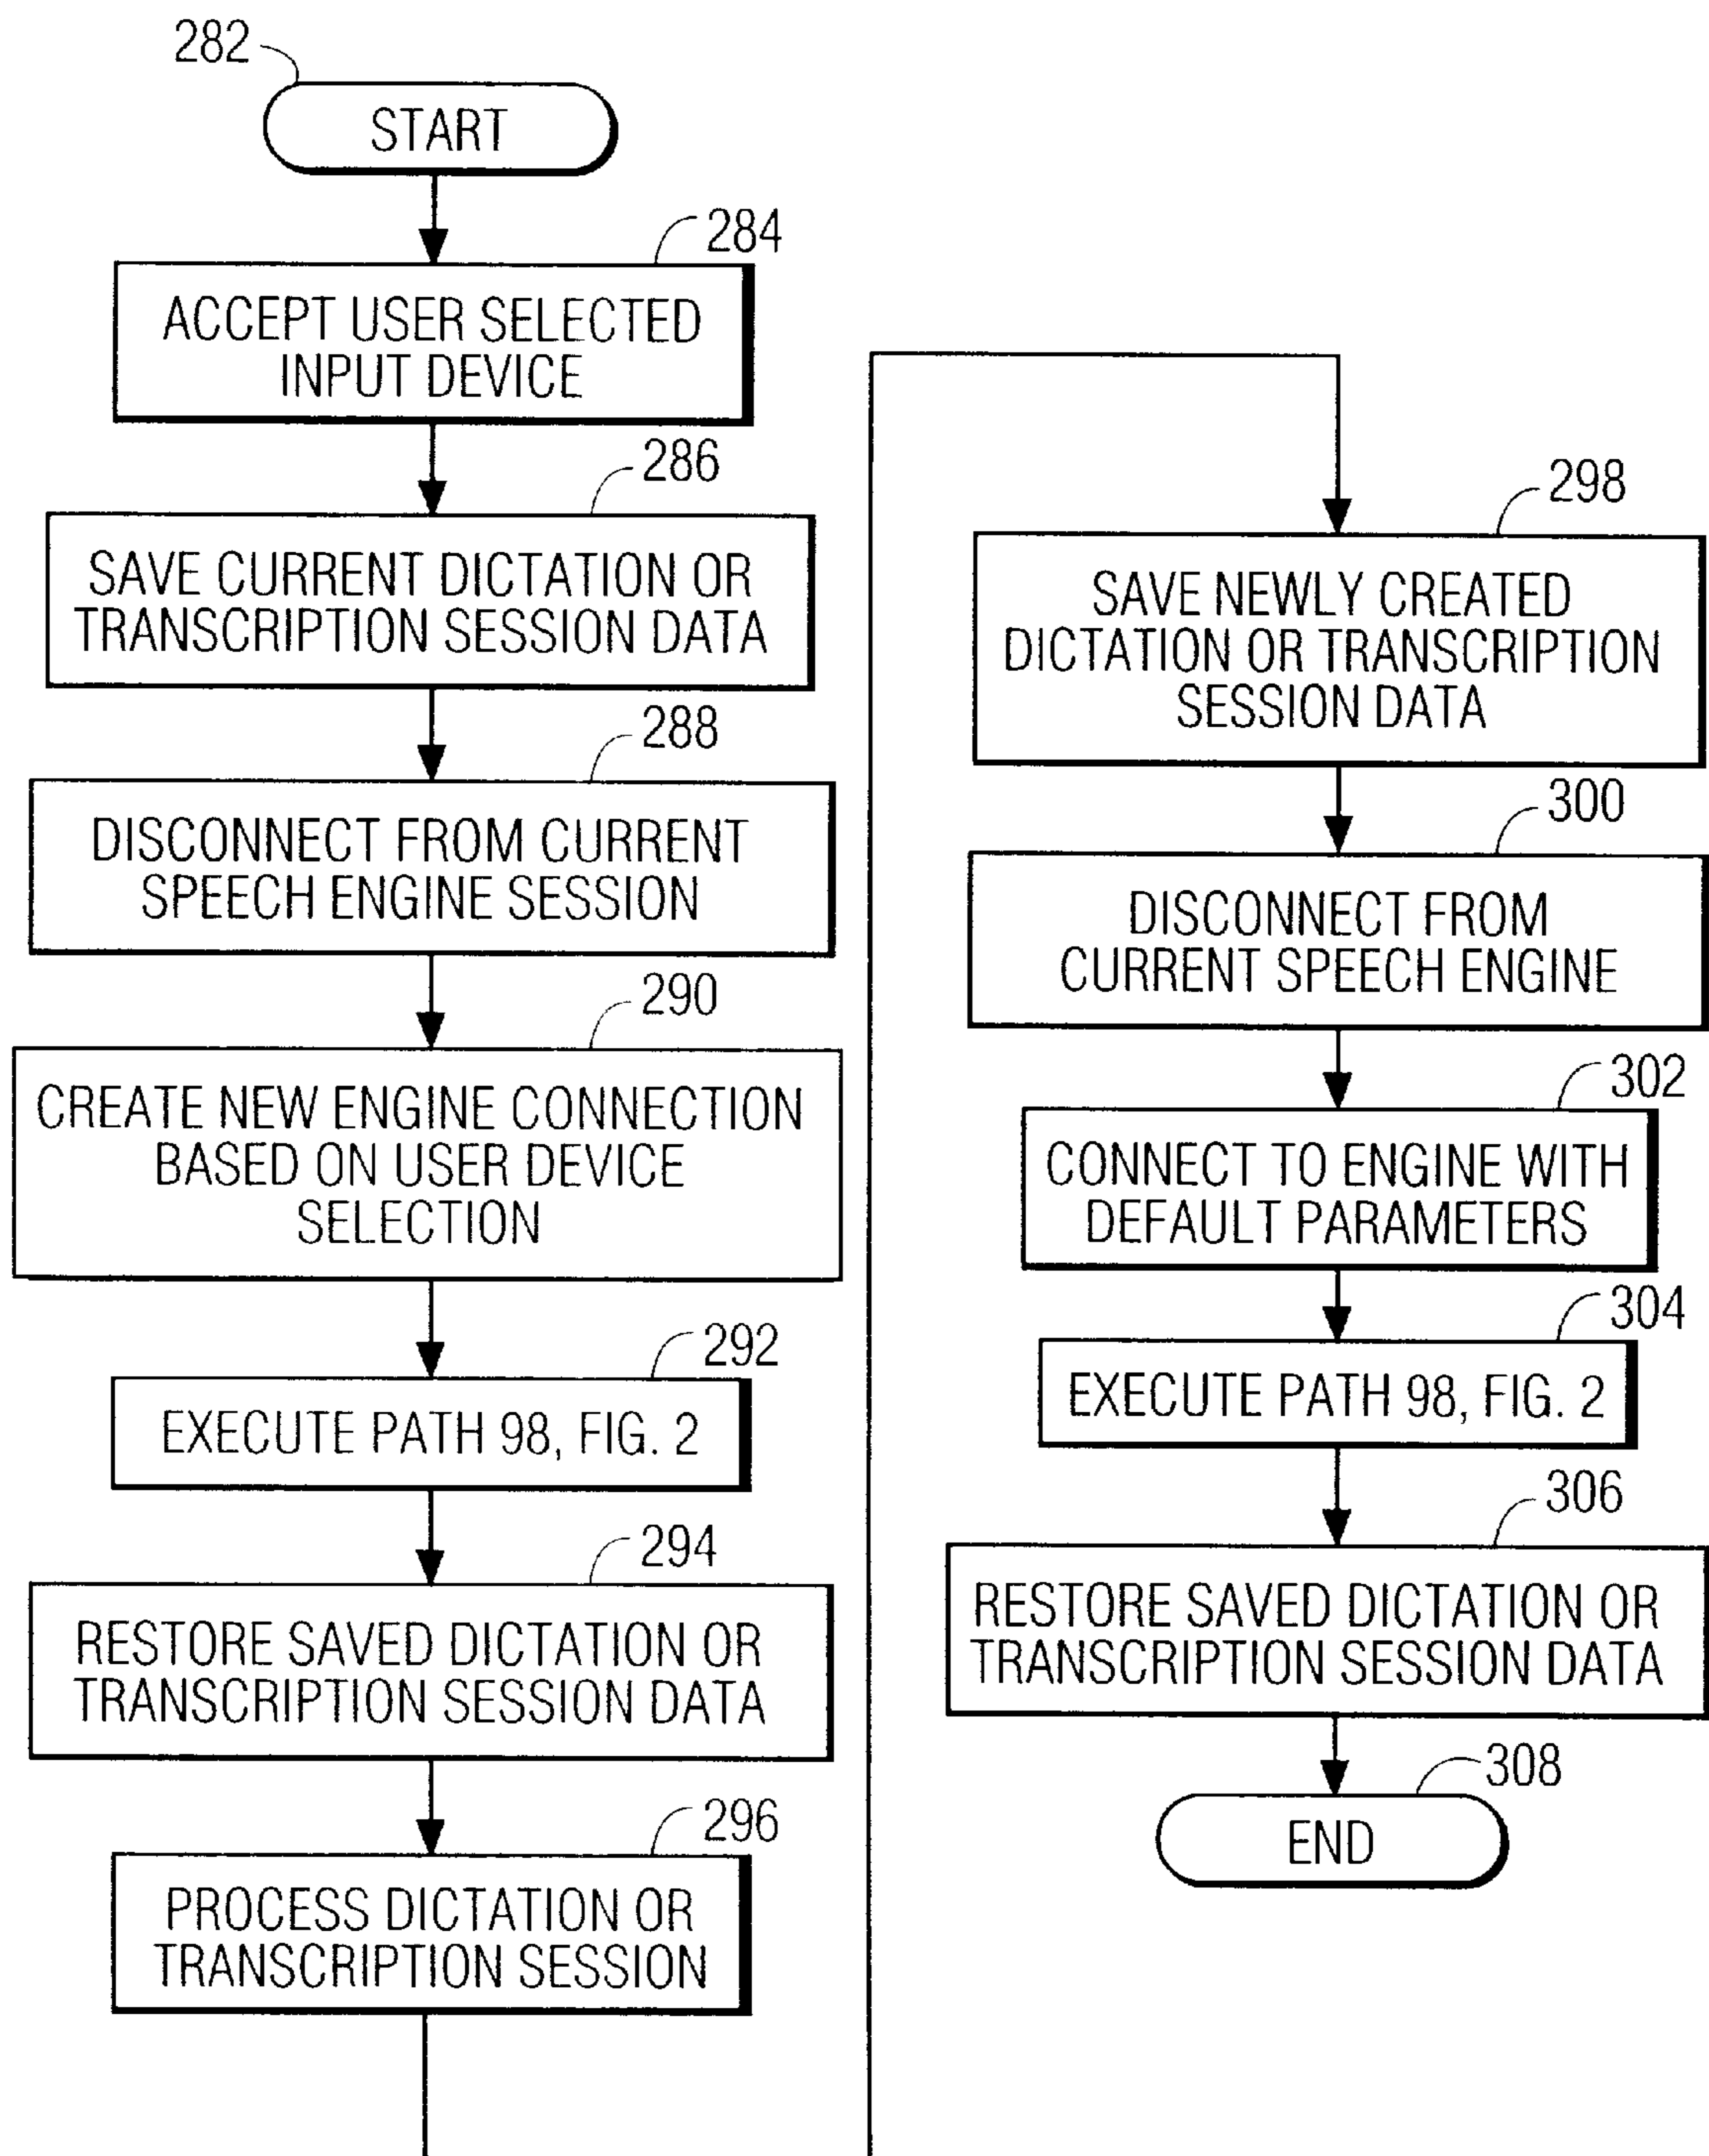 282
START
284
ACCEPT USER SELECTED
INPUT DEVICE
286
SAVE CURRENT DICTATION OR
TRANSCRIPTION SESSION DATA
288
DISCONNECT FROM CURRENT
SPEECH ENGINE SESSION
290
CREATE NEW ENGINE CONNECTION
BASED ON USER DEVICE
SELECTION
292
EXECUTE PATH 98, FIG. 2
294
RESTORE SAVED DICTATION OR
TRANSCRIPTION SESSION DATA
296
PROCESS DICTATION OR
TRANSCRIPTION SESSION
298
SAVE NEWLY CREATED
DICTATION OR TRANSCRIPTION
SESSION DATA
300
DISCONNECT FROM
CURRENT SPEECH ENGINE
302
CONNECT TO ENGINE WITH
DEFAULT PARAMETERS
304
EXECUTE PATH 98, FIG. 2
306
RESTORE SAVED DICTATION OR
TRANSCRIPTION SESSION DATA
308
END